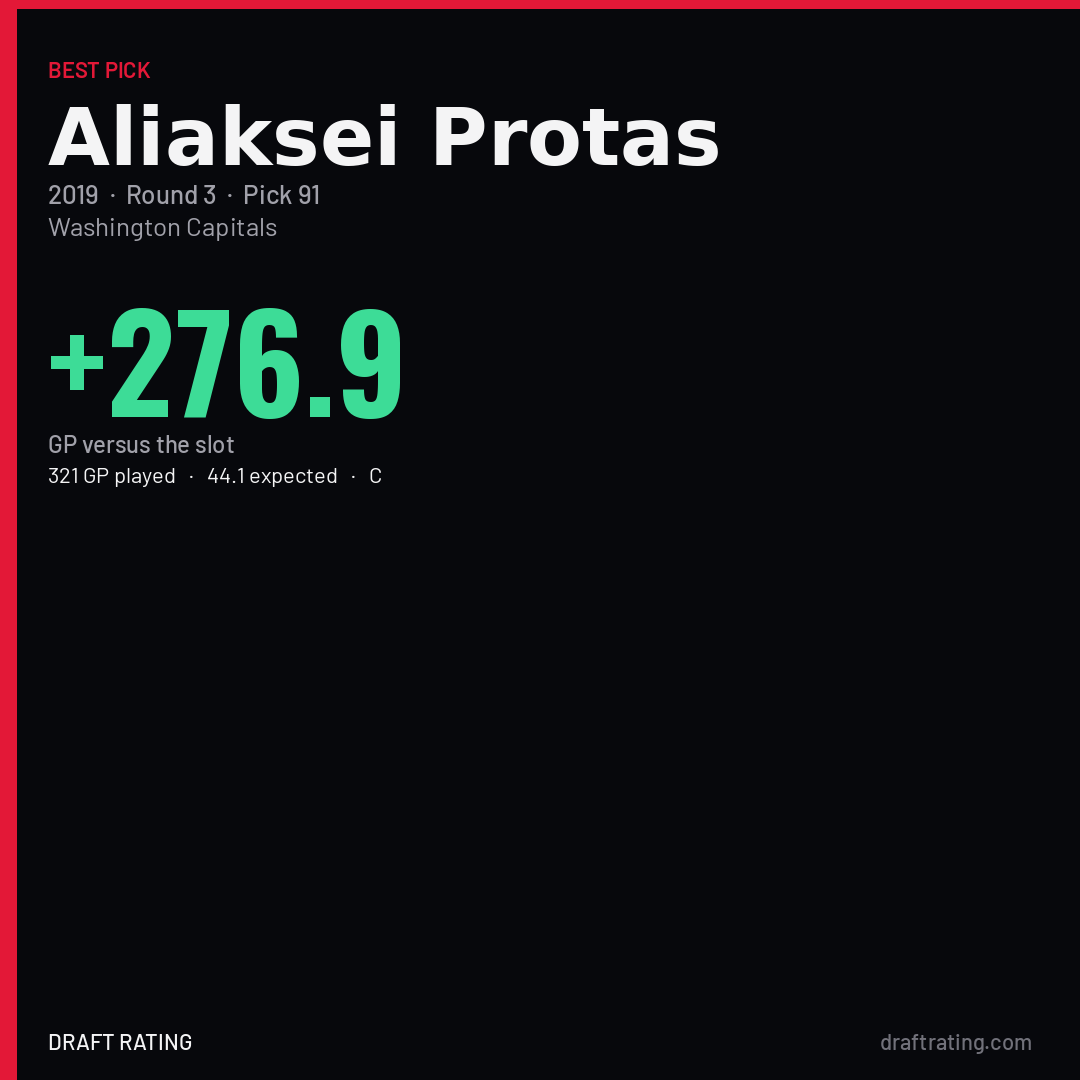 BEST PICK
Aliaksei Protas
2019 · Round 3 · Pick 91
Washington Capitals
+276.9
GP versus the slot
321 GP played · 44.1 expected · C
DRAFT RATING
draftrating.com